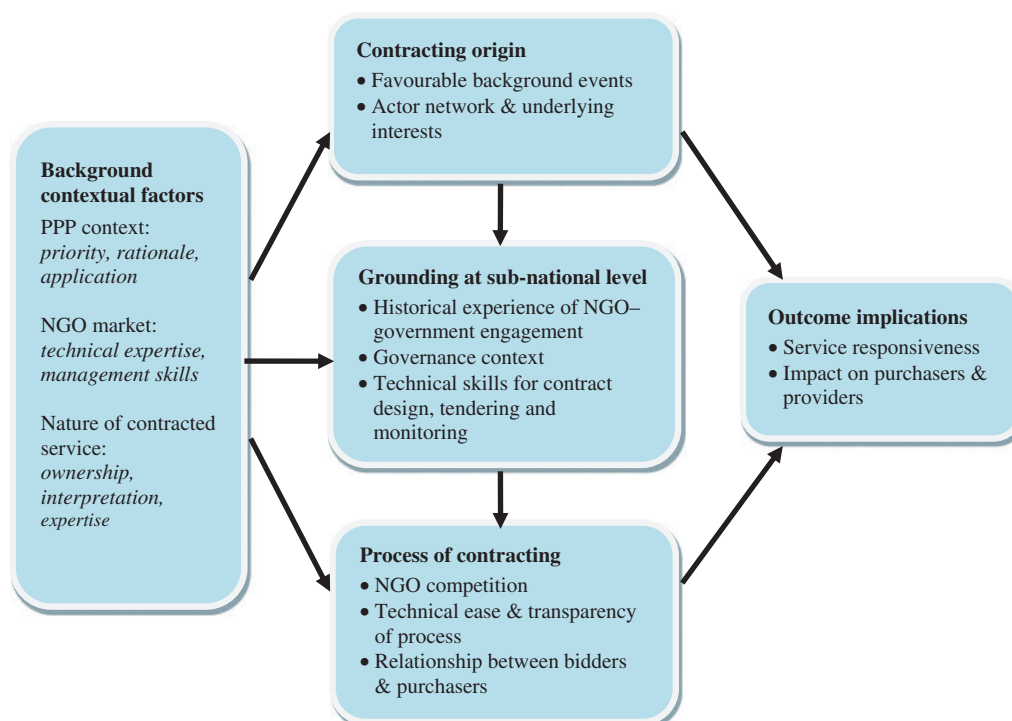 Background
contextual factors
PPP context:
priority, rationale,
application
NGO market:
technical expertise,
management skills
Nature of contracted
service:
ownership,
interpretation,
expertise
Contracting origin
• Favourable background events
• Actor network & underlying
interests
Grounding at sub-national level
• Historical experience of NGO–
government engagement
• Governance context
• Technical skills for contract
design, tendering and
monitoring
Process of contracting
• NGO competition
• Technical ease & transparency
of process
• Relationship between bidders
& purchasers
Outcome implications
• Service responsiveness
• Impact on purchasers &
providers